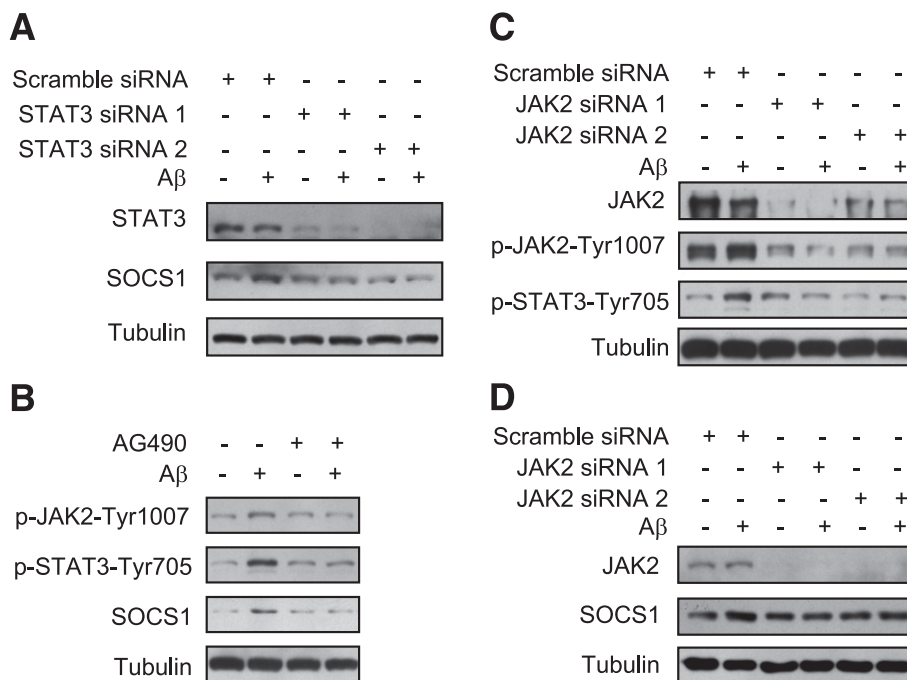 A
Scramble siRNA + + - - - -
STAT3 siRNA 1 - - + + - -
STAT3 siRNA 2 - - - - + +
Aβ - + - + - +
STAT3
SOCS1
Tubulin
B
AG490 - - + +
Aβ - + - +
p-JAK2-Tyr1007
p-STAT3-Tyr705
SOCS1
Tubulin
C
Scramble siRNA + + - - - -
JAK2 siRNA 1 - - + + - -
JAK2 siRNA 2 - - - - + +
Aβ - + - + - +
JAK2
p-JAK2-Tyr1007
p-STAT3-Tyr705
Tubulin
D
Scramble siRNA + + - - - -
JAK2 siRNA 1 - - + + - -
JAK2 siRNA 2 - - - - + +
Aβ - + - + - +
JAK2
SOCS1
Tubulin